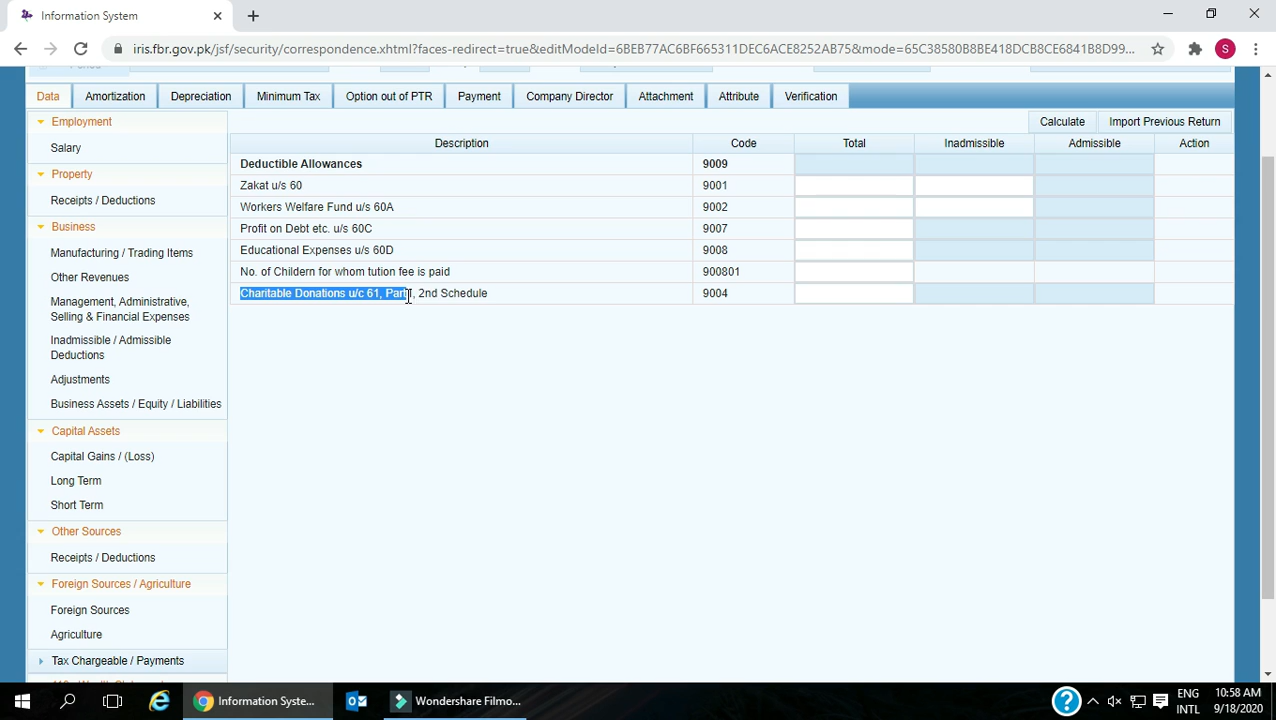 Information System
iris.fbr.gov.pk/jsf/security/correspondence.xhtml?faces-redirect=true&editModeId=6BEB77AC6BF665311DEC6ACE8252AB75&mode=65C38580B8BE418DCB8CE6841B8D99...
S
Data Amortization Depreciation Minimum Tax Option out of PTR Payment Company Director Attachment Attribute Verification
Employment
Salary
Property
Receipts / Deductions
Business
Manufacturing / Trading Items
Other Revenues
Management, Administrative,
Selling & Financial Expenses
Inadmissible / Admissible
Deductions
Adjustments
Business Assets / Equity / Liabilities
Capital Assets
Capital Gains / (Loss)
Long Term
Short Term
Other Sources
Receipts / Deductions
Foreign Sources / Agriculture
Foreign Sources
Agriculture
Tax Chargeable / Payments
Calculate Import Previous Return
Description Code Total Inadmissible Admissible Action
Deductible Allowances 9009
Zakat u/s 60 9001
Workers Welfare Fund u/s 60A 9002
Profit on Debt etc. u/s 60C 9007
Educational Expenses u/s 60D 9008
No. of Childern for whom tution fee is paid 900801
Charitable Donations u/c 61, Part I, 2nd Schedule 9004
Information Syste...
Wondershare Filmo...
ENG
INTL
10:58 AM
9/18/2020